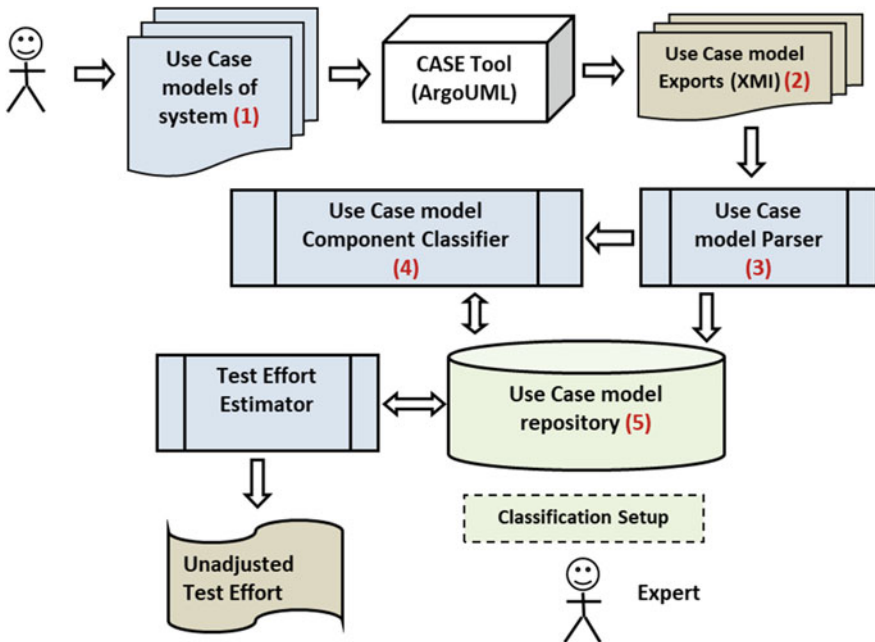 Use Case
models of
system (1)
CASE Tool
(ArgoUML)
Use Case model
Exports (XMI) (2)
Use Case model
Component Classifier
(4)
Use Case
model Parser
(3)
Test Effort
Estimator
Use Case model
repository (5)
Classification Setup
Unadjusted
Test Effort
Expert